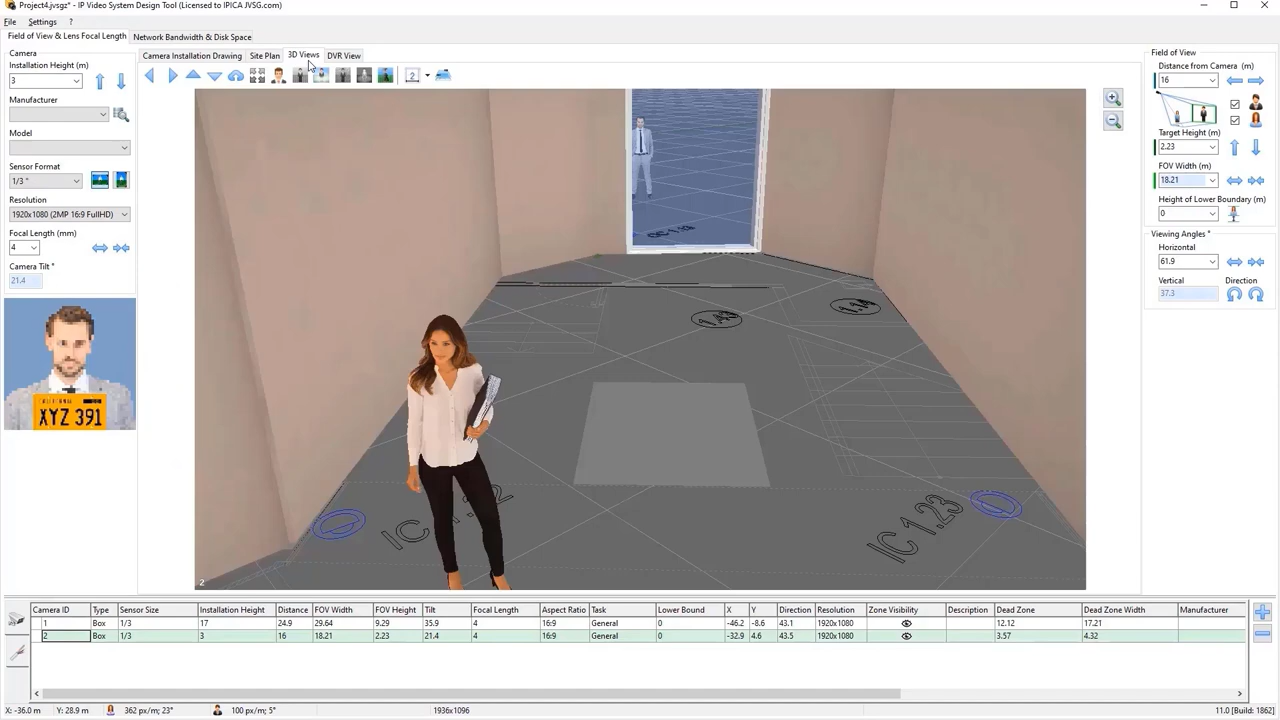 Project4.jvsgz* - IP Video System Design Tool (Licensed to IPICA JVSG.com)
File Settings ?
Field of View & Lens Focal Length Network Bandwidth & Disk Space
Camera
Installation Height (m)
3
Manufacturer
Model
Sensor Format
1/3 "
Resolution
1920x1080 (2MP 16:9 FullHD)
Focal Length (mm)
4
Camera Tilt °
21.4
XYZ 391
Camera Installation Drawing Site Plan 3D Views DVR View
2
IC 1.23
1.14
IC 1.23
2
Field of View
Distance from Camera (m)
16
Target Height (m)
2.23
FOV Width (m)
18.21
Height of Lower Boundary (m)
0
Viewing Angles °
Horizontal
61.9
Vertical Direction
37.3
Camera ID Type Sensor Size Installation Height Distance FOV Width FOV Height Tilt Focal Length Aspect Ratio Task Lower Bound X Y Direction Resolution Zone Visibility Description Dead Zone Dead Zone Width Manufacturer
1 Box 1/3 17 24.9 29.64 9.29 35.9 4 16:9 General 0 -46.2 -8.6 43.1 1920x1080 12.12 17.21
2 Box 1/3 3 16 18.21 2.23 21.4 4 16:9 General 0 -32.9 4.6 43.5 1920x1080 3.57 4.32
X: -36.0 m Y: 28.9 m 362 px/m; 23° 100 px/m; 5° 1936x1096 11.0 [Build: 1862]